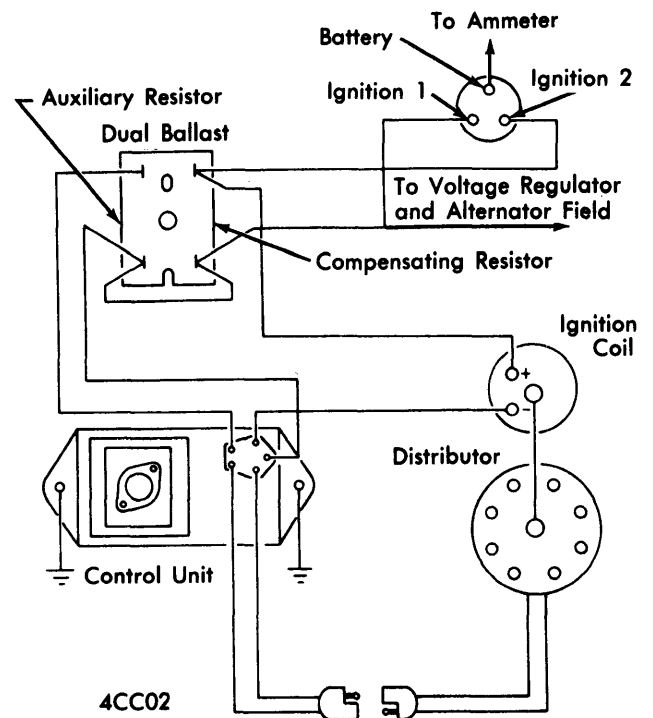 To Ammeter
Battery
Ignition 1
Ignition 2
Auxiliary Resistor
Dual Ballast
To Voltage Regulator
and Alternator Field
Compensating Resistor
Ignition
Coil
+
-
Distributor
Control Unit
4CC02